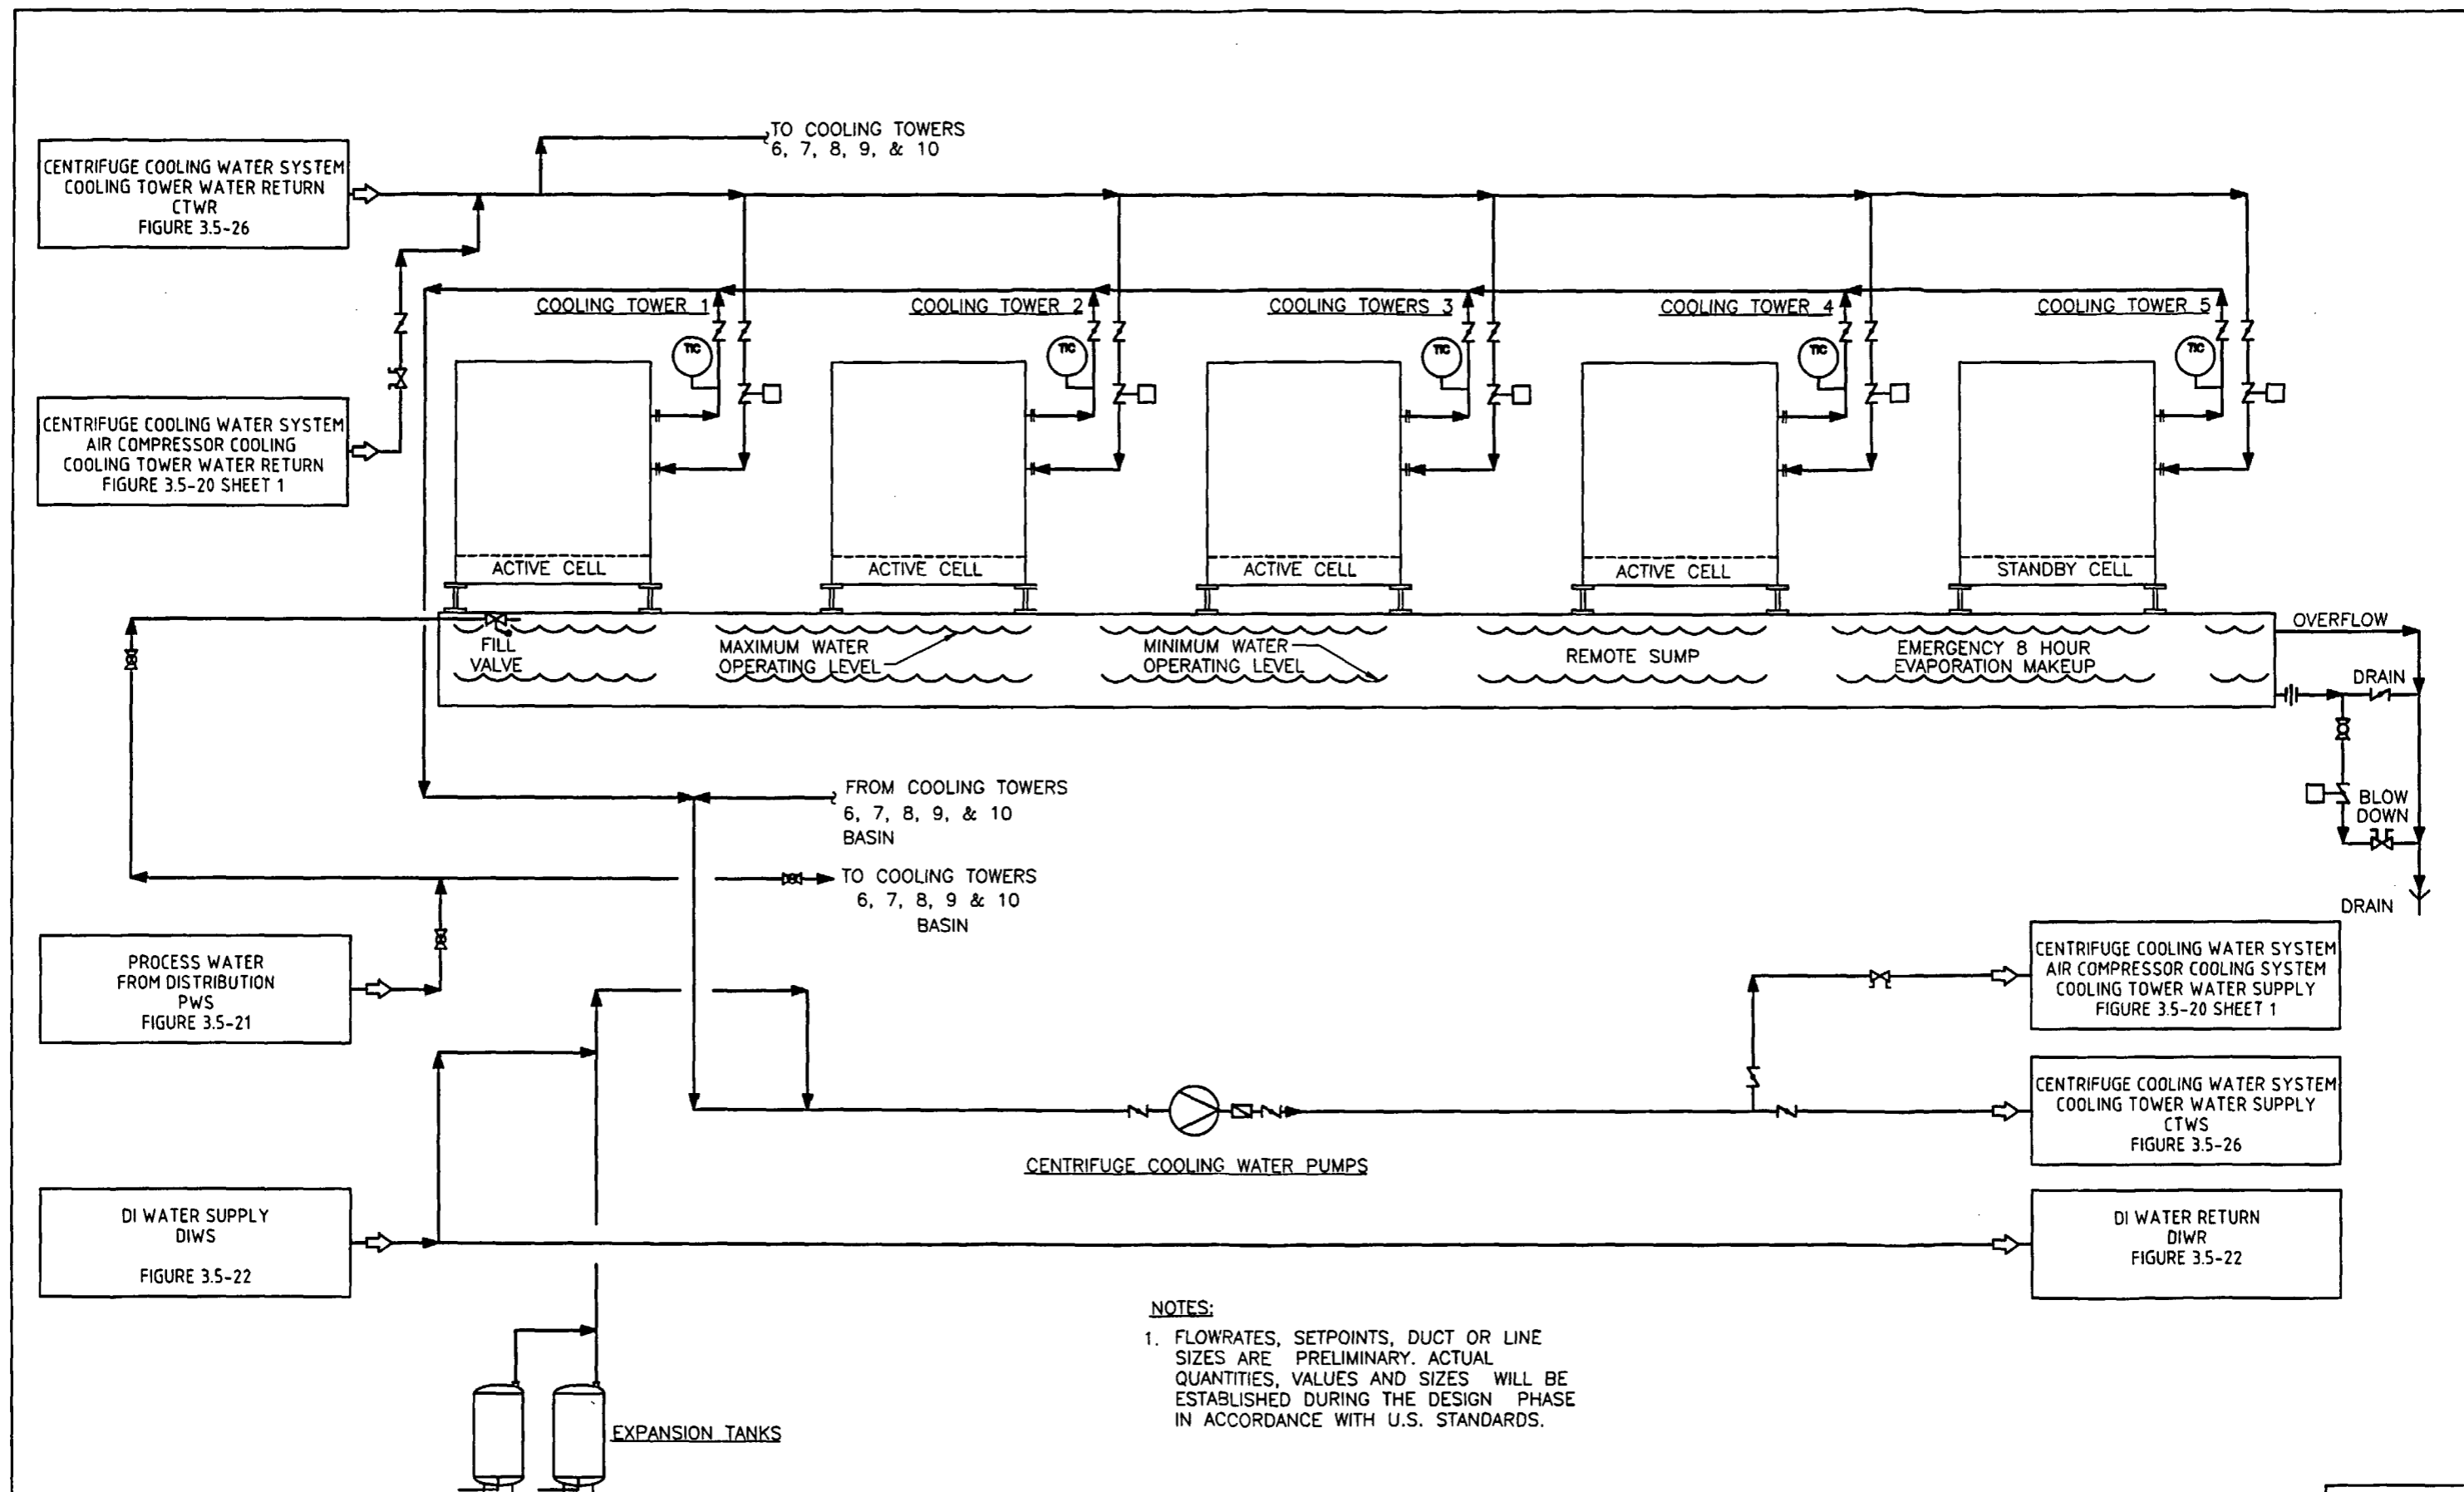 TO COOLING TOWERS
6, 7, 8, 9, & 10
CENTRIFUGE COOLING WATER SYSTEM
COOLING TOWER WATER RETURN
CTWR
FIGURE 3.5-26
COOLING TOWER 1
COOLING TOWER 2
COOLING TOWERS 3
COOLING TOWER 4
COOLING TOWER 5
TIC
TIC
TIC
TIC
TIC
CENTRIFUGE COOLING WATER SYSTEM
AIR COMPRESSOR COOLING
COOLING TOWER WATER RETURN
FIGURE 3.5-20 SHEET 1
ACTIVE CELL
ACTIVE CELL
ACTIVE CELL
ACTIVE CELL
STANDBY CELL
FILL
VALVE
MAXIMUM WATER
OPERATING LEVEL
MINIMUM WATER
OPERATING LEVEL
REMOTE SUMP
EMERGENCY 8 HOUR
EVAPORATION MAKEUP
OVERFLOW
DRAIN
BLOW
DOWN
DRAIN
FROM COOLING TOWERS
6, 7, 8, 9, & 10
BASIN
TO COOLING TOWERS
6, 7, 8, 9 & 10
BASIN
PROCESS WATER
FROM DISTRIBUTION
PWS
FIGURE 3.5-21
CENTRIFUGE COOLING WATER SYSTEM
AIR COMPRESSOR COOLING SYSTEM
COOLING TOWER WATER SUPPLY
FIGURE 3.5-20 SHEET 1
CENTRIFUGE COOLING WATER SYSTEM
COOLING TOWER WATER SUPPLY
CTWS
FIGURE 3.5-26
CENTRIFUGE COOLING WATER PUMPS
DI WATER SUPPLY
DIWS
FIGURE 3.5-22
DI WATER RETURN
DIWR
FIGURE 3.5-22
NOTES:
1. FLOWRATES, SETPOINTS, DUCT OR LINE
SIZES ARE PRELIMINARY. ACTUAL
QUANTITIES, VALUES AND SIZES WILL BE
ESTABLISHED DURING THE DESIGN PHASE
IN ACCORDANCE WITH U.S. STANDARDS.
EXPANSION TANKS